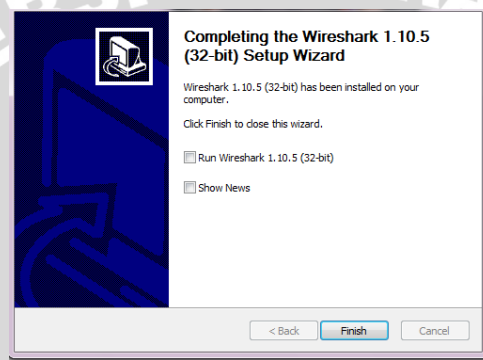 Completing the Wireshark 1.10.5
(32-bit) Setup Wizard
Wireshark 1.10.5 (32-bit) has been installed on your
computer.
Click Finish to close this wizard.
Run Wireshark 1.10.5 (32-bit)
Show News
< Back Finish Cancel